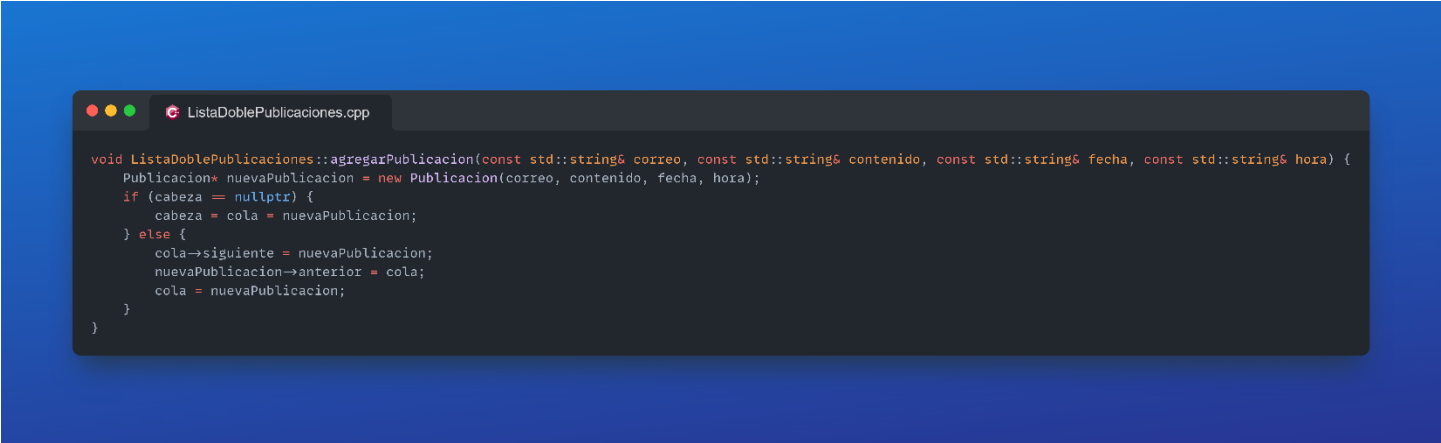 ListaDoblePublicaciones.cpp
void ListaDoblePublicaciones::agregarPublicacion(const std::string& correo, const std::string& contenido, const std::string& fecha, const std::string& hora) {
    Publicacion* nuevaPublicacion = new Publicacion(correo, contenido, fecha, hora);
    if (cabeza == nullptr) {
        cabeza = cola = nuevaPublicacion;
    } else {
        cola->siguiente = nuevaPublicacion;
        nuevaPublicacion->anterior = cola;
        cola = nuevaPublicacion;
    }
}